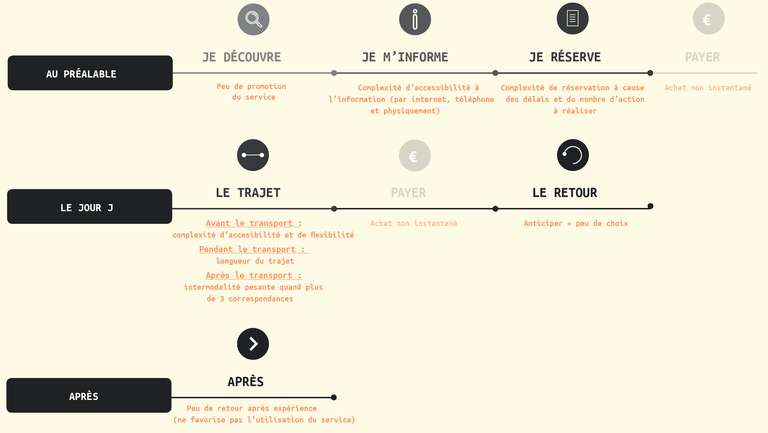 JE DÉCOUVRE
JE M'INFORME
JE RÉSERVE
PAYER
AU PRÉALABLE
Peu de promotion
du service
Complexité d'accessibilité à
l'information (par internet, téléphone
et physiquement)
Complexité de réservation à cause
des délais et du nombre d'action
à réaliser
Achat non instantané
LE TRAJET
PAYER
LE RETOUR
LE JOUR J
Avant le transport :
complexité d'accesibilité et de flexibilité
Pendant le transport :
longueur du trajet
Après le transport :
intermodalité pesante quand plus
de 3 correspondances
Achat non instantané
Anticiper + peu de choix
APRÈS
APRÈS
Peu de retour après expérience
(ne favorise pas l'utilisation du service)